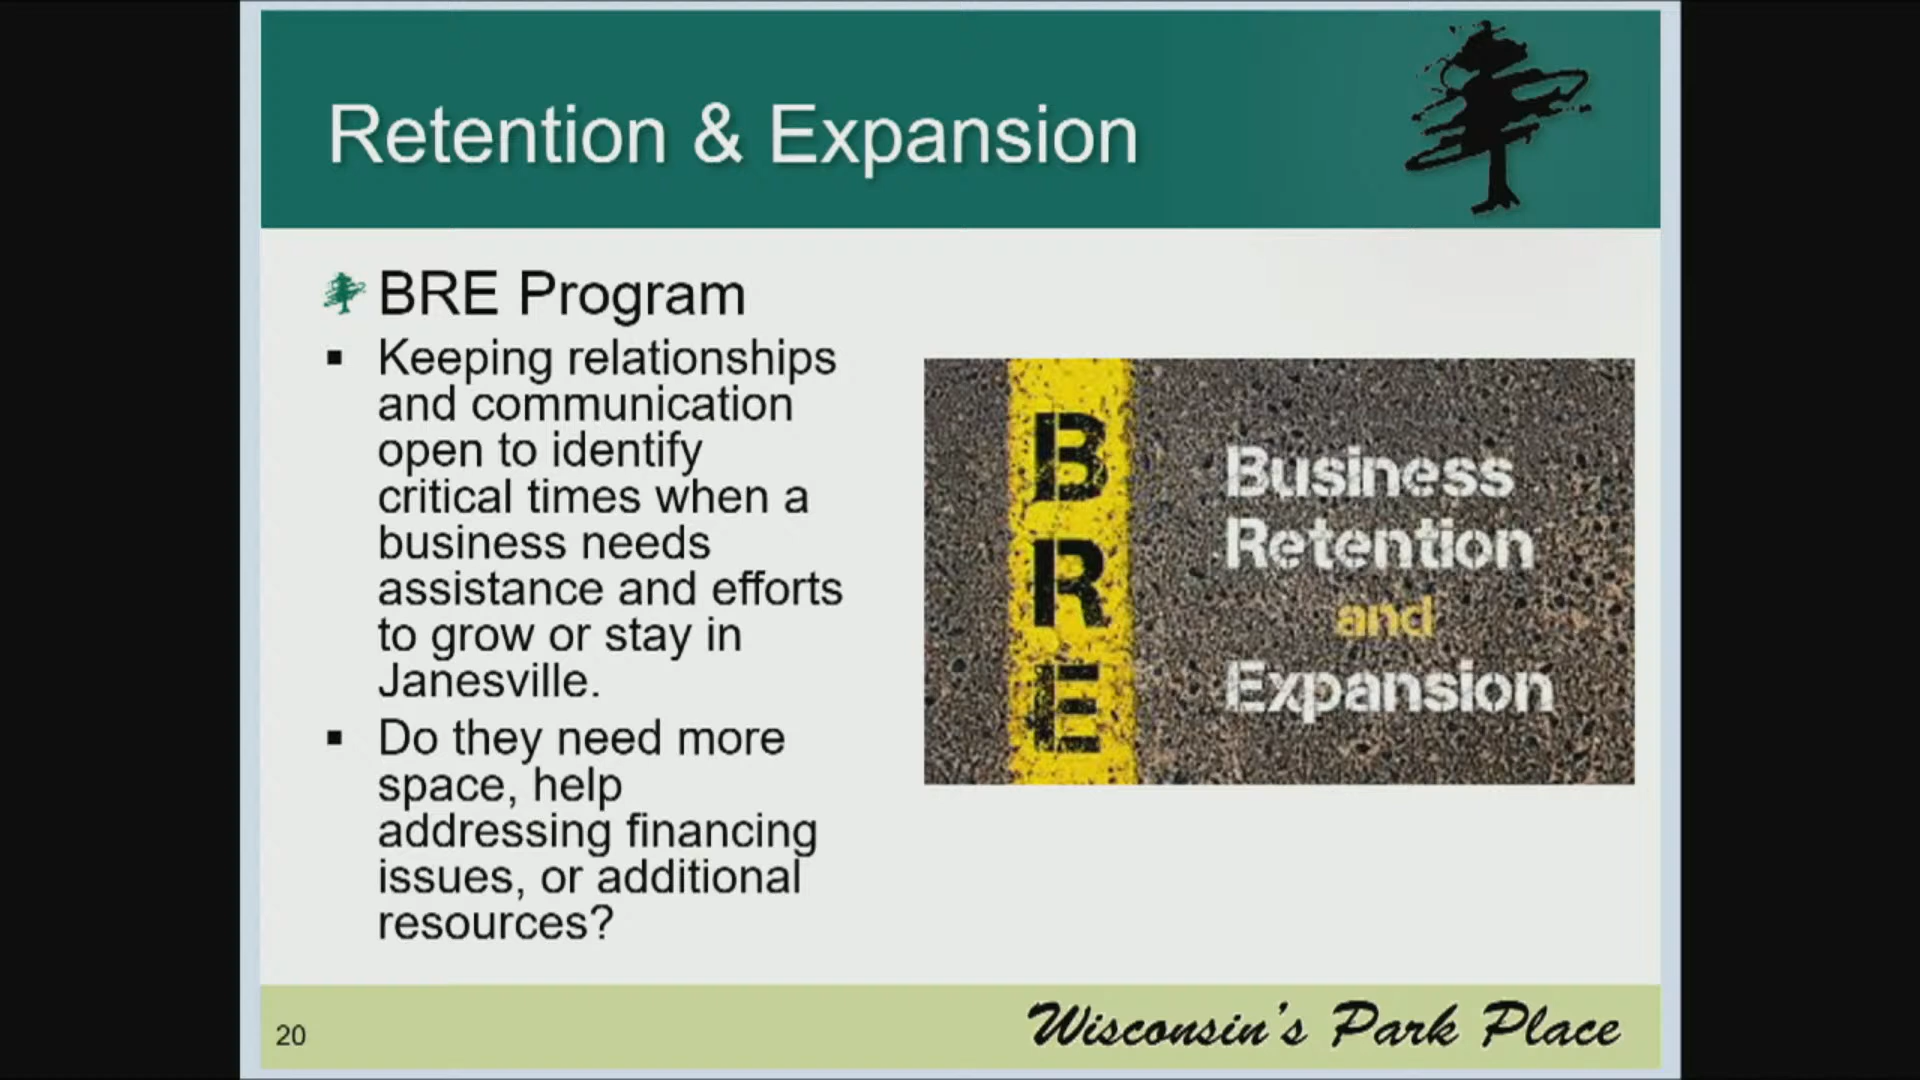 Retention & Expansion
BRE Program
▪ Keeping relationships
and communication
open to identify
critical times when a
business needs
assistance and efforts
to grow or stay in
Janesville.
▪ Do they need more
space, help
addressing financing
issues, or additional
resources?
B
R
E
Business
Retention
and
Expansion
20
Wisconsin's Park Place